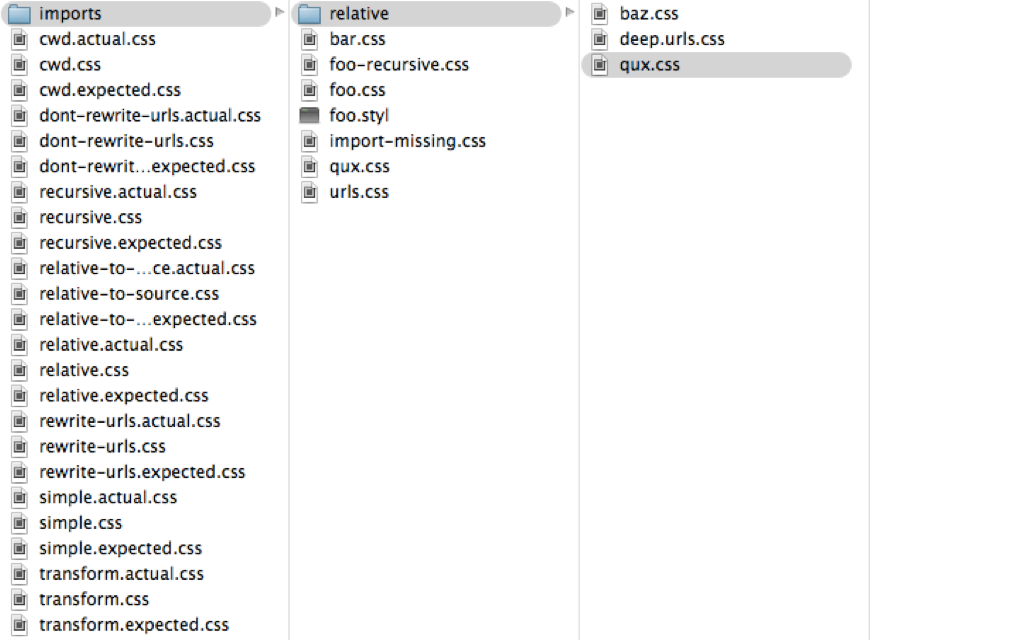 imports
cwd.actual.css
cwd.css
cwd.expected.css
dont-rewrite-urls.actual.css
dont-rewrite-urls.css
dont-rewrit...expected.css
recursive.actual.css
recursive.css
recursive.expected.css
relative-to-...ce.actual.css
relative-to-source.css
relative-to-...expected.css
relative.actual.css
relative.css
relative.expected.css
rewrite-urls.actual.css
rewrite-urls.css
rewrite-urls.expected.css
simple.actual.css
simple.css
simple.expected.css
transform.actual.css
transform.css
transform.expected.css
relative
bar.css
foo-recursive.css
foo.css
foo.styl
import-missing.css
qux.css
urls.css
baz.css
deep.urls.css
qux.css